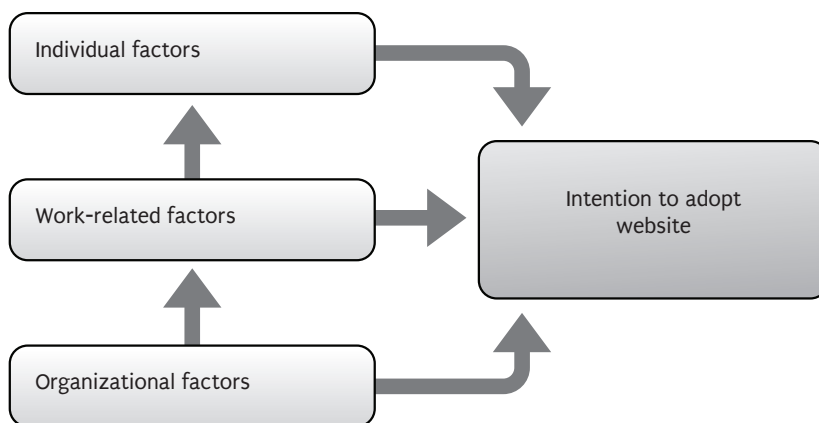 Individual factors
Work-related factors
Intention to adopt
website
Organizational factors